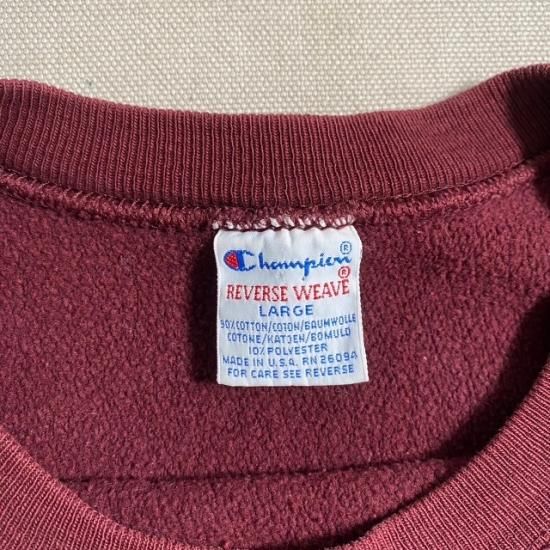 Champion®
REVERSE WEAVE®
LARGE
90% COTTON/COTON/BAUMWOLLE
COTONE/KATJEN/BOMULD
10% POLYESTER
MADE IN U.S.A. RN 26094
FOR CARE SEE REVERSE